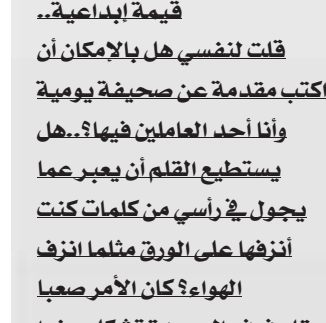 قيمة إبداعية..
قلت لنفسي هل بالإمكان أن
اكتب مقدمة عن صحيفة يومية
وأنا أحد العاملين فيها؟..هل
يستطيع القلم أن يعبر عما
يجول في رأسي من كلمات كنت
أنزفها على الورق مثلما انزف
الهواء؟ كان الأمر صعبا